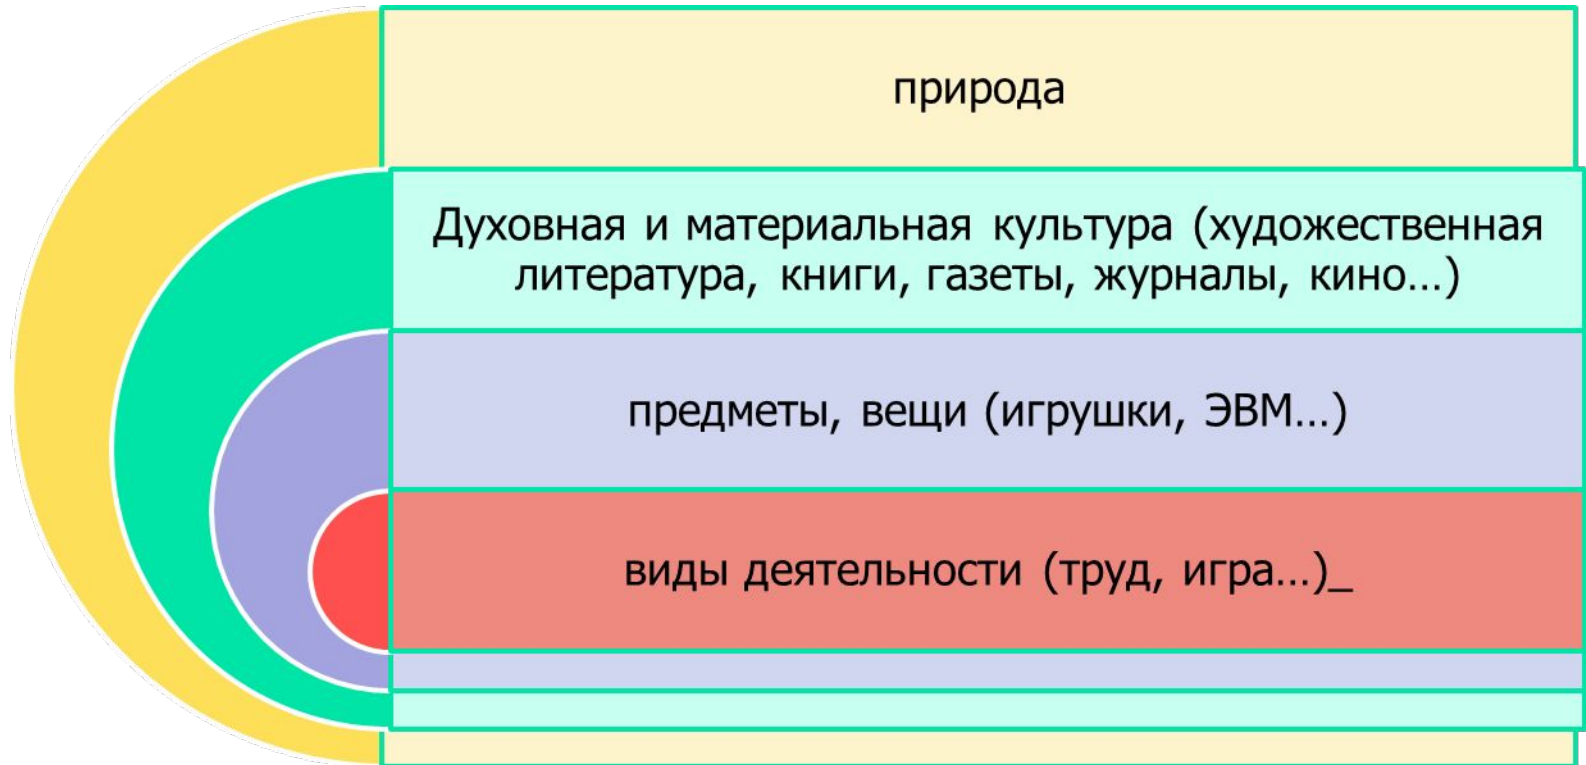 природа
Духовная и материальная культура (художественная
литература, книги, газеты, журналы, кино…)
предметы, вещи (игрушки, ЭВМ…)
виды деятельности (труд, игра…)_